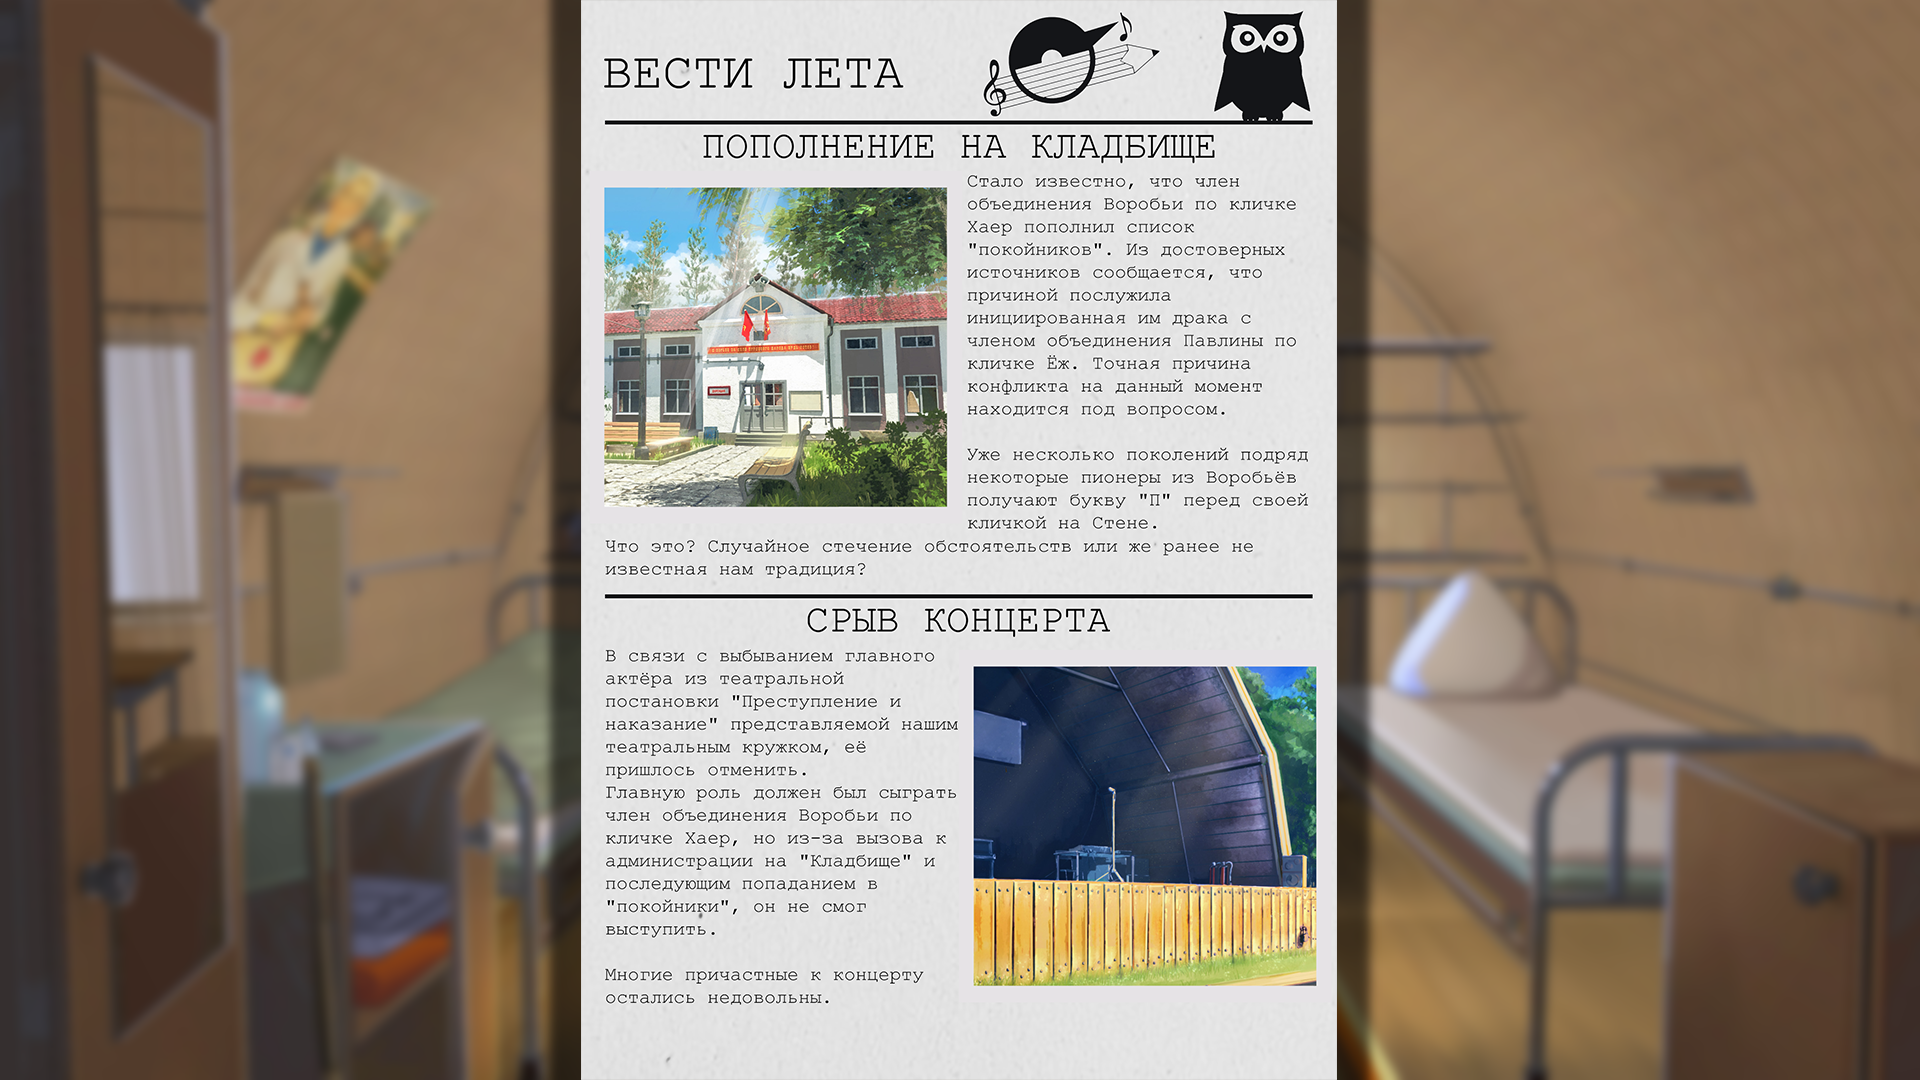 ВЕСТИ ЛЕТА
ПОПОЛНЕНИЕ НА КЛАДБИЩЕ
Стало известно, что член
объединения Воробьи по кличке
Хаер пополнил список
"покойников". Из достоверных
источников сообщается, что
причиной послужила
инициированная им драка с
членом объединения Павлины по
кличке Ёж. Точная причина
конфликта на данный момент
находится под вопросом.
Уже несколько поколений подряд
некоторые пионеры из Воробьёв
получают букву "П" перед своей
кличкой на Стене.
Что это? Случайное стечение обстоятельств или же ранее не
известная нам традиция?
СРЫВ КОНЦЕРТА
В связи с выбыванием главного
актёра из театральной
постановки "Преступление и
наказание" представляемой нашим
театральным кружком, её
пришлось отменить.
Главную роль должен был сыграть
член объединения Воробьи по
кличке Хаер, но из-за вызова к
администрации на "Кладбище" и
последующим попаданием в
"покойники", он не смог
выступить.
Многие причастные к концерту
остались недовольны.